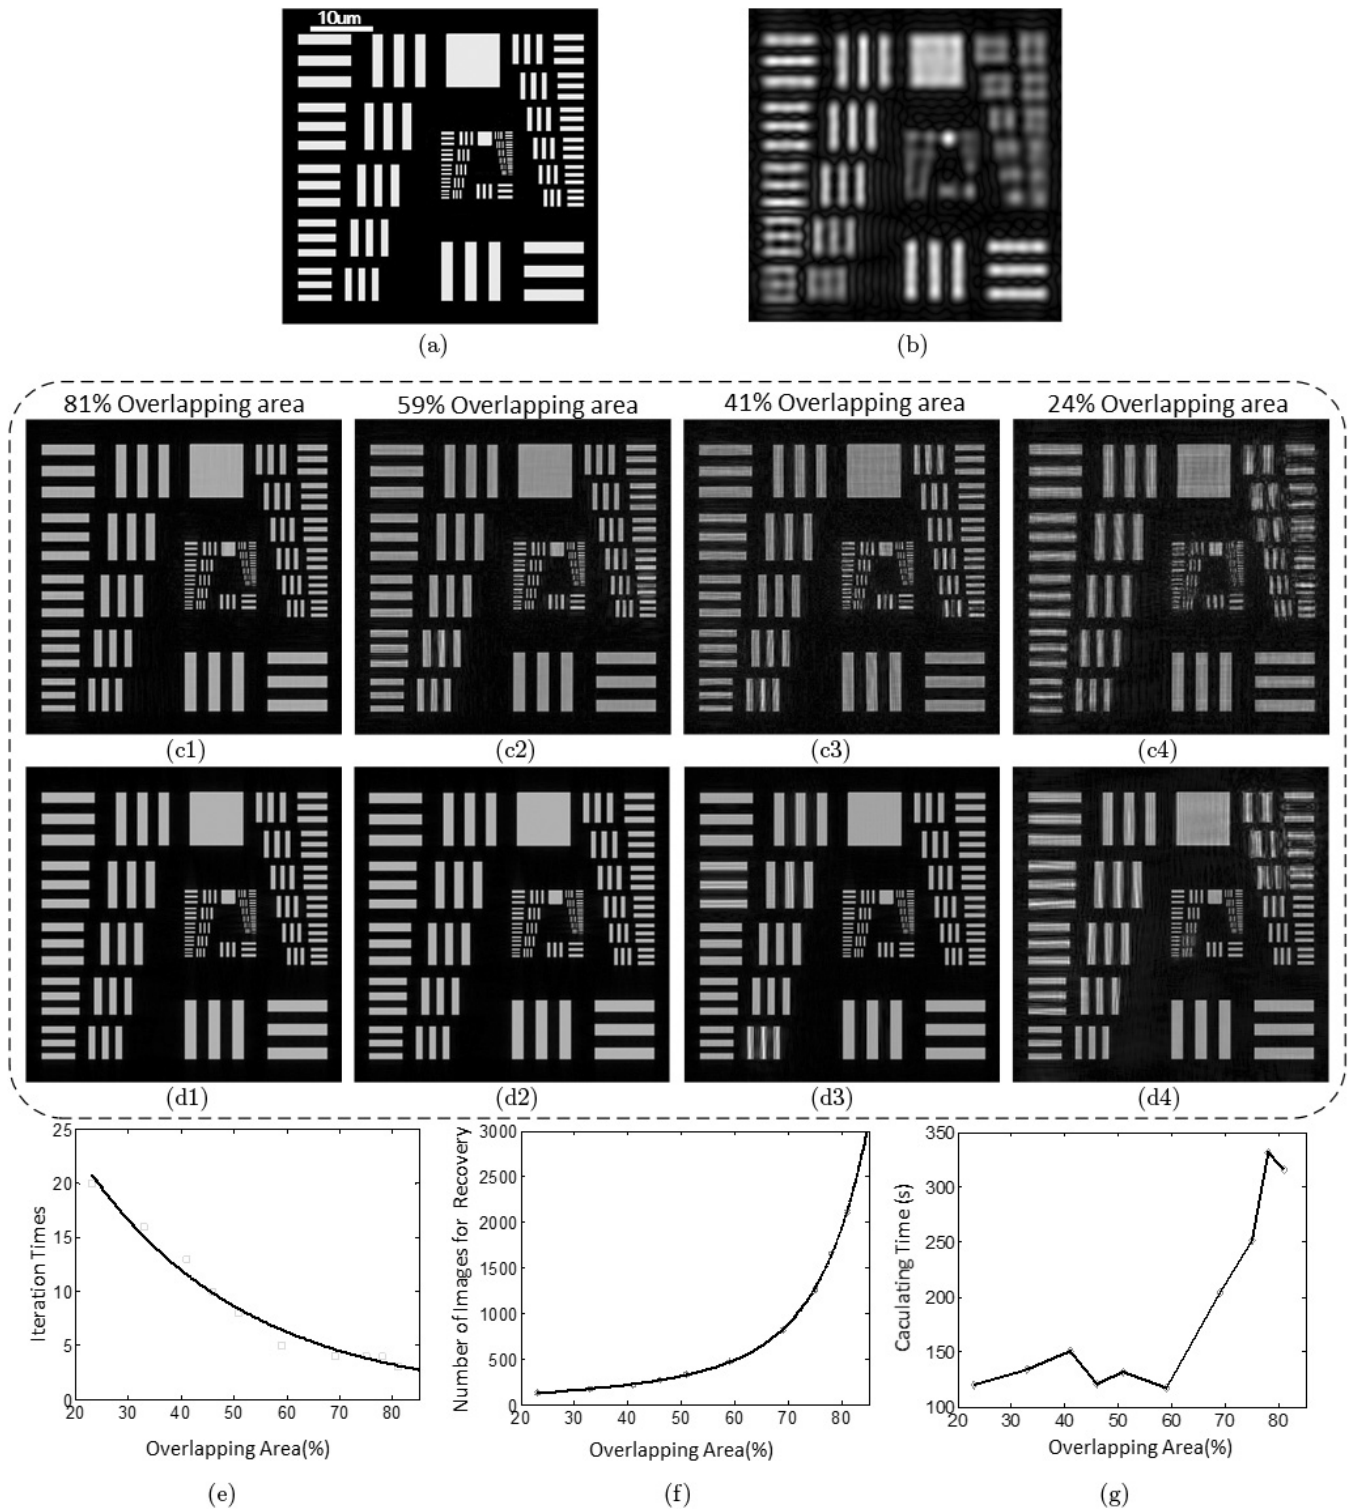 10um
(a)
(b)
81% Overlapping area
59% Overlapping area
41% Overlapping area
24% Overlapping area
(c1)
(c2)
(c3)
(c4)
(d1)
(d2)
(d3)
(d4)
25
20
15
10
5
0
20 30 40 50 60 70 80
Iteration Times
Overlapping Area(%)
(e)
3000
2500
2000
1500
1000
500
0
20 30 40 50 60 70 80
Number of Images for Recovery
Overlapping Area(%)
(f)
350
300
250
200
150
100
20 30 40 50 60 70 80
Caculating Time (s)
Overlapping Area(%)
(g)